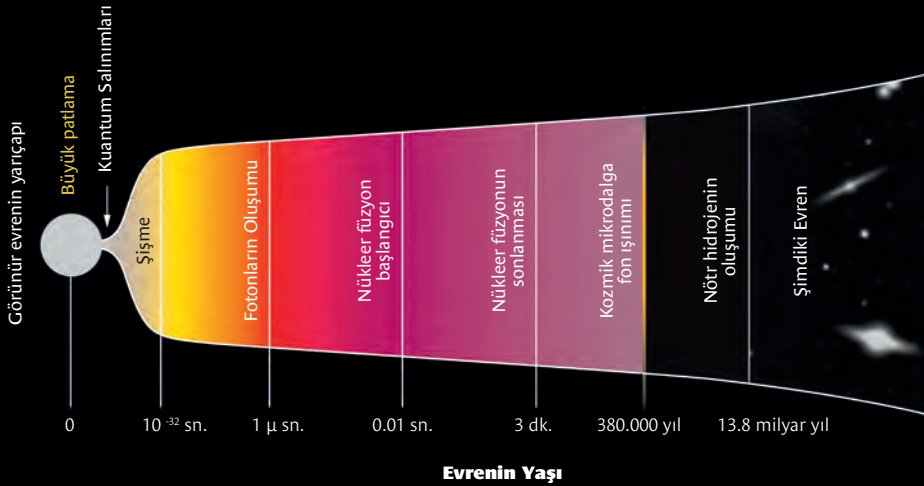 Görünür evrenin yarıçapı
Büyük patlama
Kuantum Salınımları
Şişme
Fotonların Oluşumu
Nükleer füzyon
başlangıcı
Nükleer füzyonun
sonlanması
Kozmik mikrodalga
fon ışınımı
Nötr hidrojenin
oluşumu
Şimdiki Evren
0
10⁻³² sn.
1 µ sn.
0.01 sn.
3 dk.
380.000 yıl
13.8 milyar yıl
Evrenin Yaşı